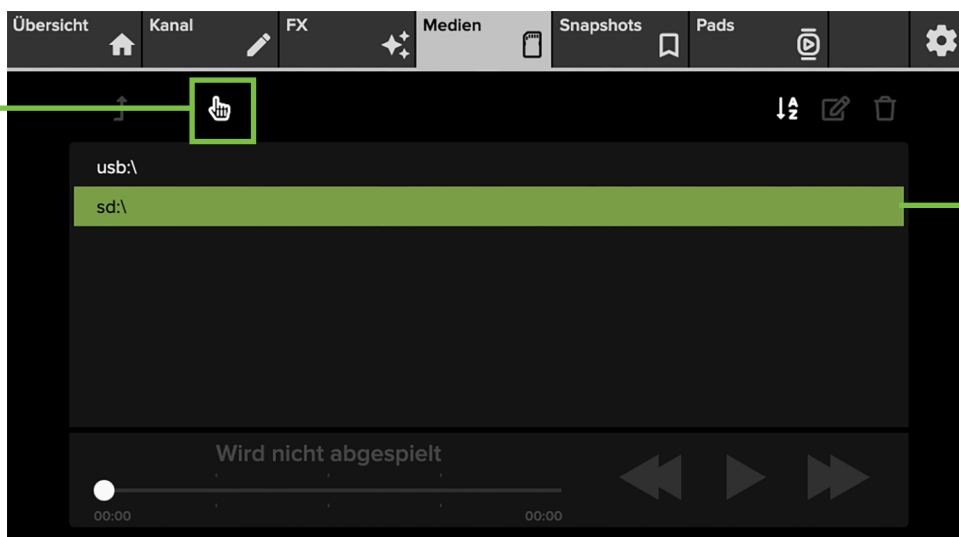 Übersicht
Kanal
FX
Medien
Snapshots
Pads
A
Z
usb:\
sd:\
Wird nicht abgespielt
00:00
00:00